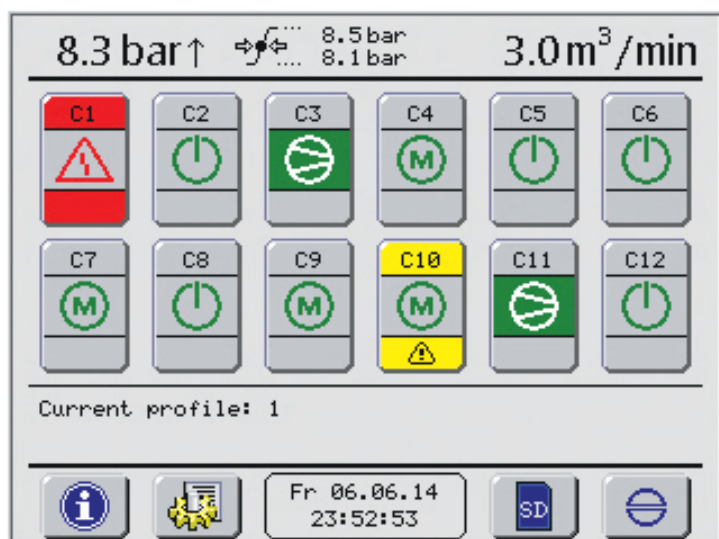 8.3 bar↑ 8.5 bar 3.0 m³/min
8.1 bar
C1 C2 C3 C4 C5 C6
M
C7 C8 C9 C10 C11 C12
M M M
Current profile: 1
Fr 06.06.14
23:52:53
SD